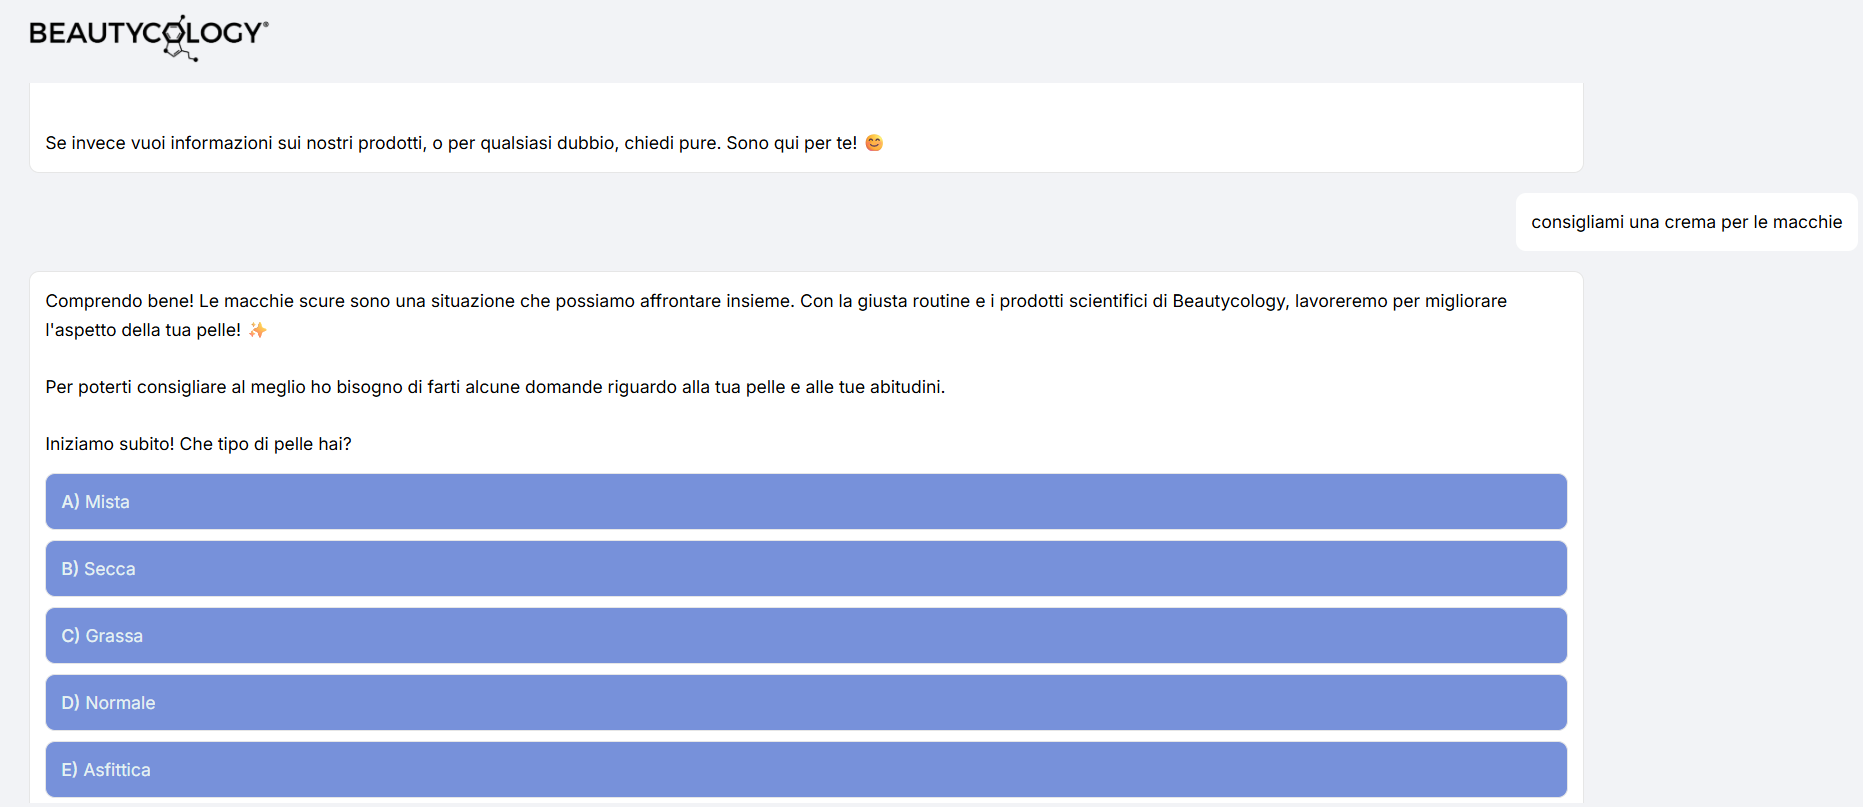 BEAUTYCOLOGY®
Se invece vuoi informazioni sui nostri prodotti, o per qualsiasi dubbio, chiedi pure. Sono qui per te! 😊
consigliami una crema per le macchie
Comprendo bene! Le macchie scure sono una situazione che possiamo affrontare insieme. Con la giusta routine e i prodotti scientifici di Beautycology, lavoreremo per migliorare
l'aspetto della tua pelle! ✨
Per poterti consigliare al meglio ho bisogno di farti alcune domande riguardo alla tua pelle e alle tue abitudini.
Iniziamo subito! Che tipo di pelle hai?
A) Mista
B) Secca
C) Grassa
D) Normale
E) Asfittica